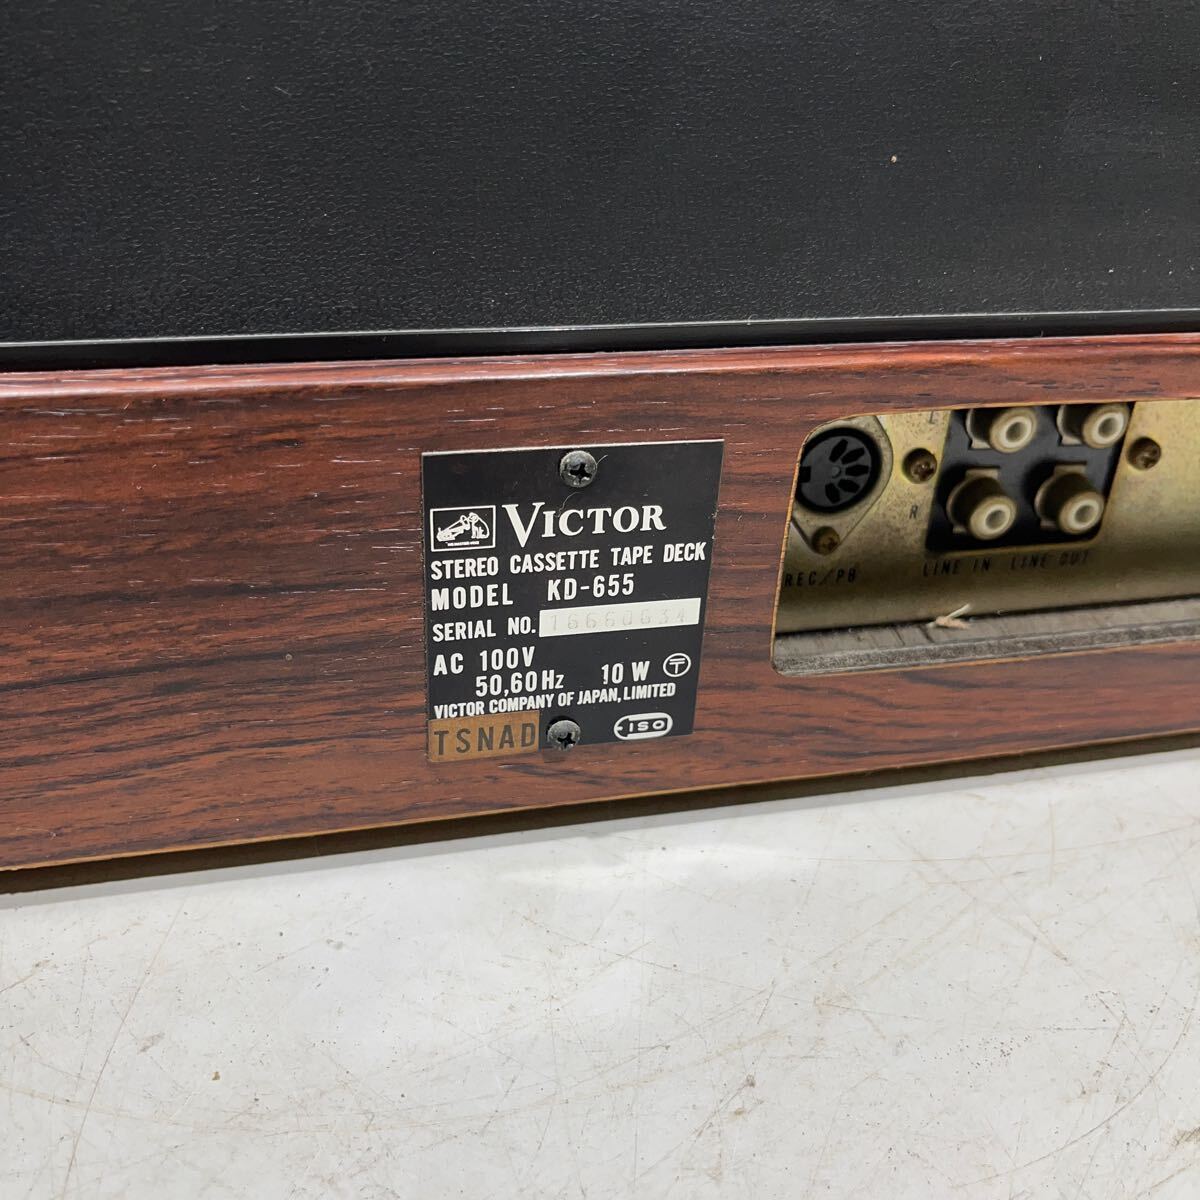 VICTOR
STEREO CASSETTE TAPE DECK
MODEL KD-655
SERIAL NO. 16660634
AC 100V
50,60Hz 10 W
VICTOR COMPANY OF JAPAN, LIMITED
TSNAD
ISO
L
R
REC/PB
LINE IN LINE OUT